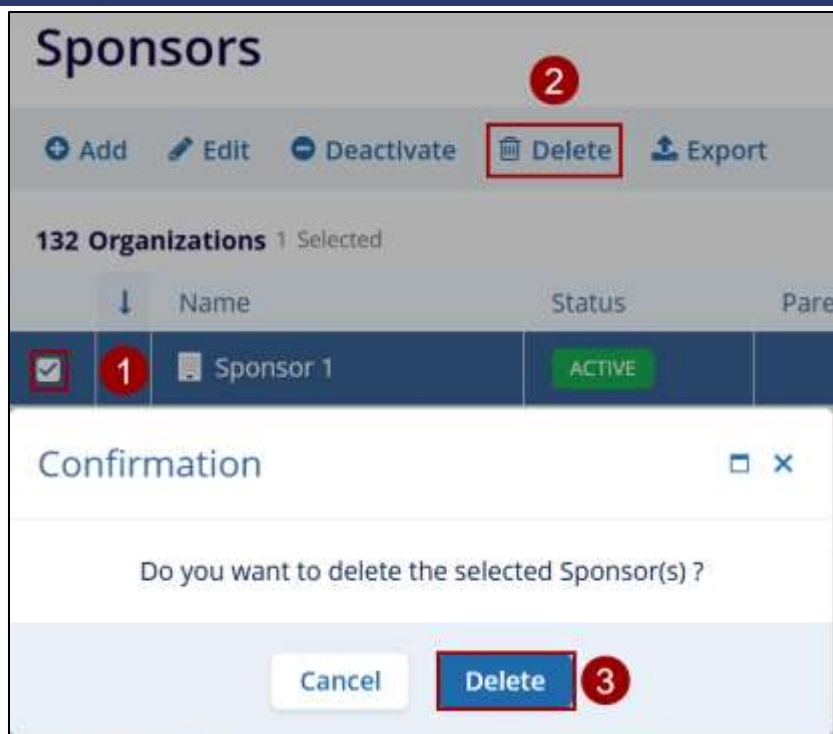 Sponsors
2
Add Edit Deactivate Delete Export
132 Organizations 1 Selected
Name Status Pare
1 Sponsor 1 ACTIVE
Confirmation
Do you want to delete the selected Sponsor(s) ?
Cancel Delete 3